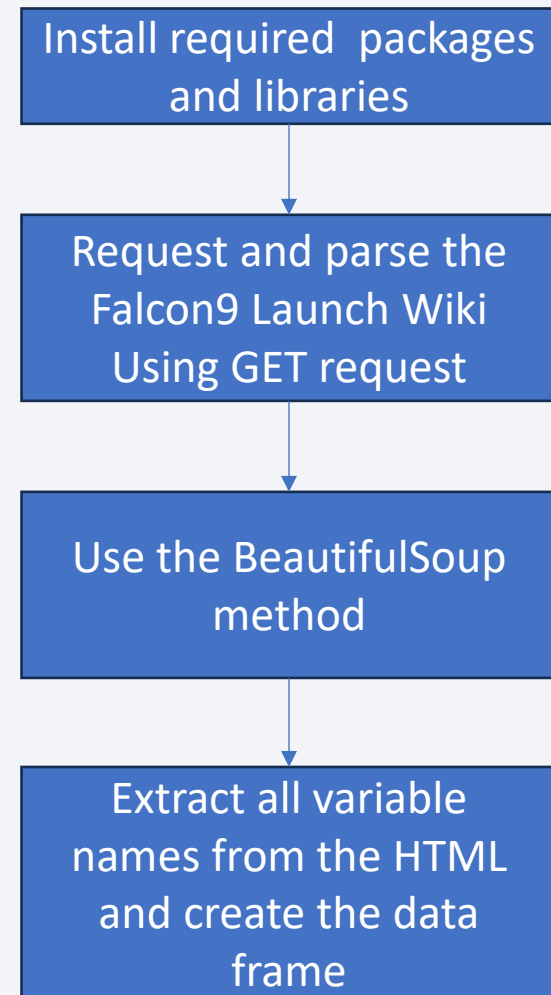 Install required  packages
and libraries
Request and parse the
Falcon9 Launch Wiki
Using GET request
Use the BeautifulSoup
method
Extract all variable
names from the HTML
and create the data
frame